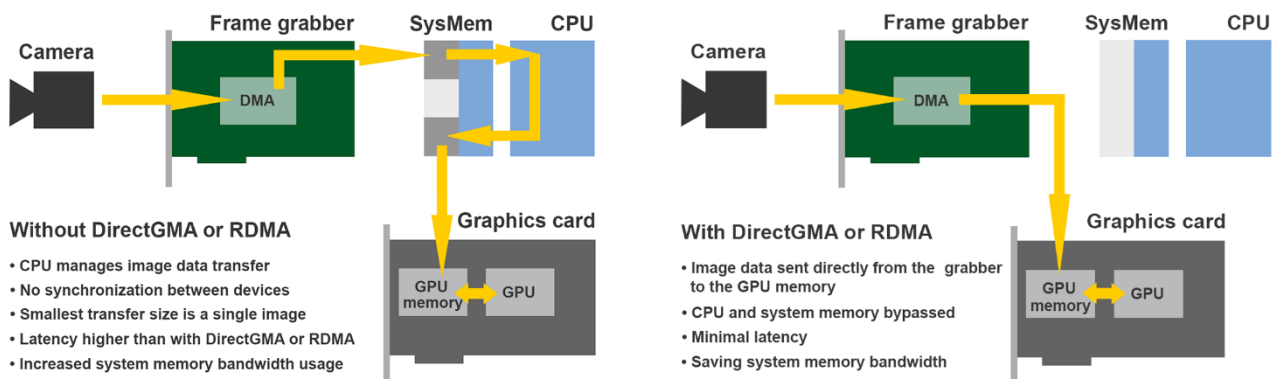 Frame grabber
SysMem
CPU
Camera
DMA
Graphics card
GPU
memory
GPU
Without DirectGMA or RDMA
• CPU manages image data transfer
• No synchronization between devices
• Smallest transfer size is a single image
• Latency higher than with DirectGMA or RDMA
• Increased system memory bandwidth usage
Frame grabber
SysMem
CPU
Camera
DMA
Graphics card
GPU
memory
GPU
With DirectGMA or RDMA
• Image data sent directly from the grabber
to the GPU memory
• CPU and system memory bypassed
• Minimal latency
• Saving system memory bandwidth